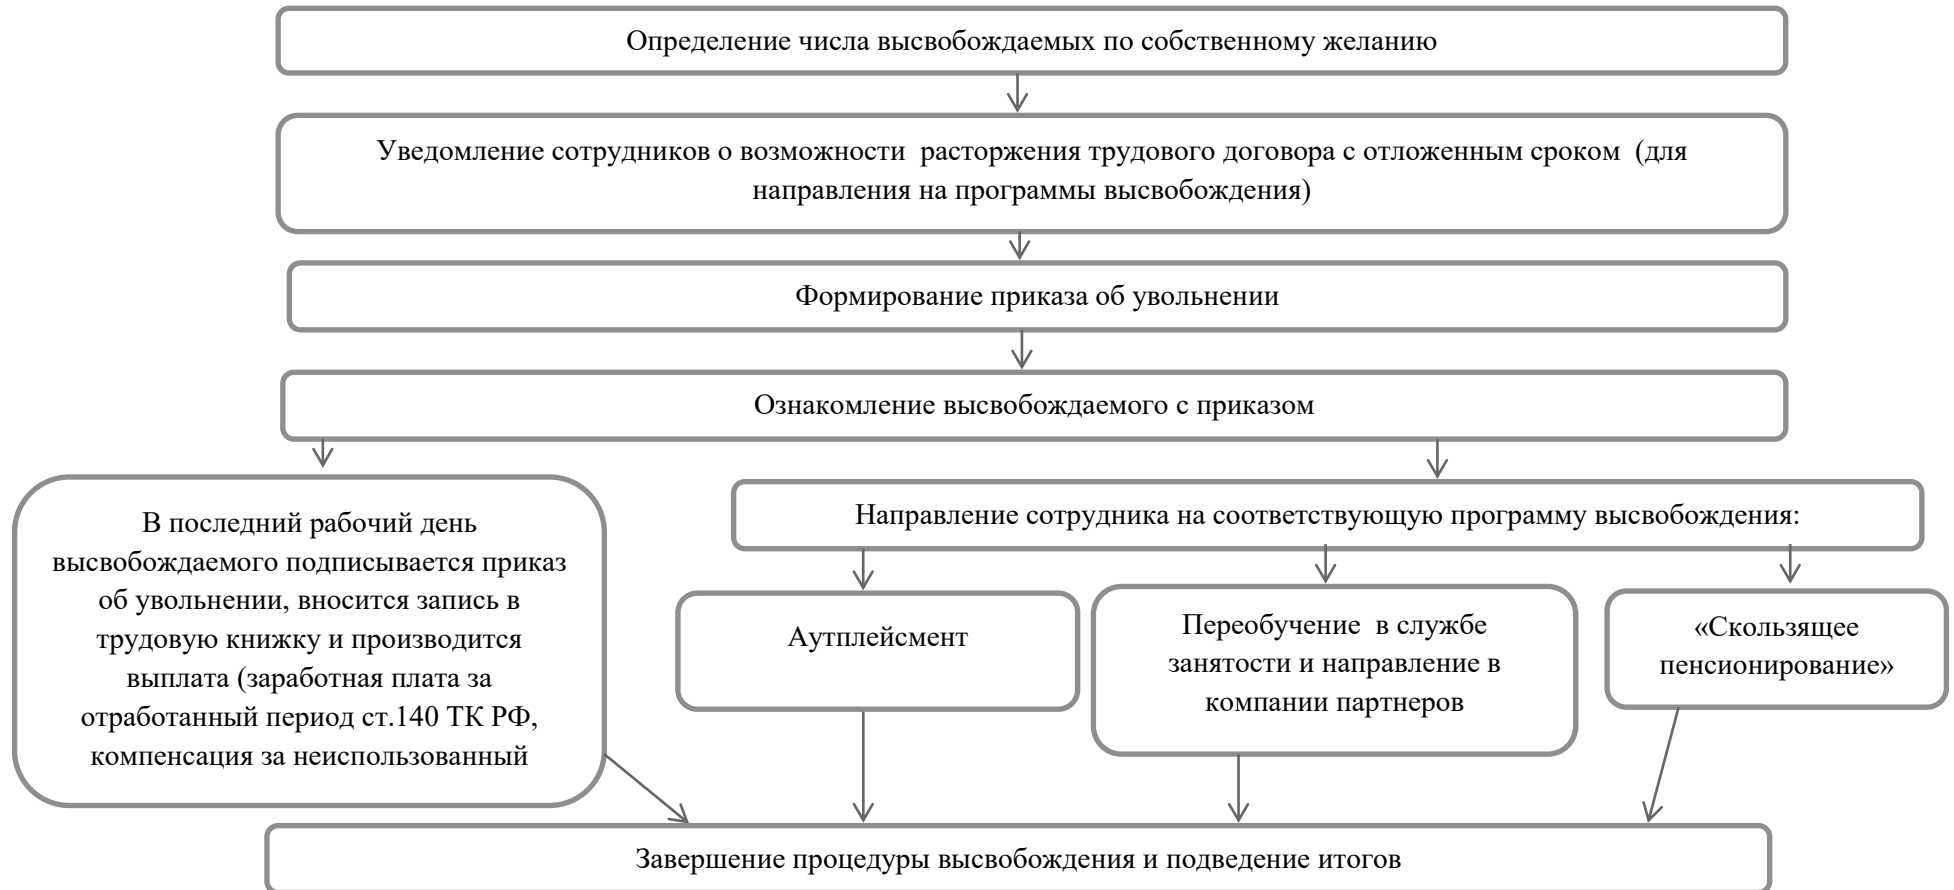 Определение числа высвобождаемых по собственному желанию
Уведомление сотрудников о возможности  расторжения трудового договора с отложенным сроком  (для
направления на программы высвобождения)
Формирование приказа об увольнении
Ознакомление высвобождаемого с приказом
В последний рабочий день
высвобождаемого подписывается приказ
об увольнении, вносится запись в
трудовую книжку и производится
выплата (заработная плата за
отработанный период ст.140 ТК РФ,
компенсация за неиспользованный
Направление сотрудника на соответствующую программу высвобождения:
Аутплейсмент
Переобучение  в службе
занятости и направление в
компании партнеров
«Скользящее
пенсионирование»
Завершение процедуры высвобождения и подведение итогов